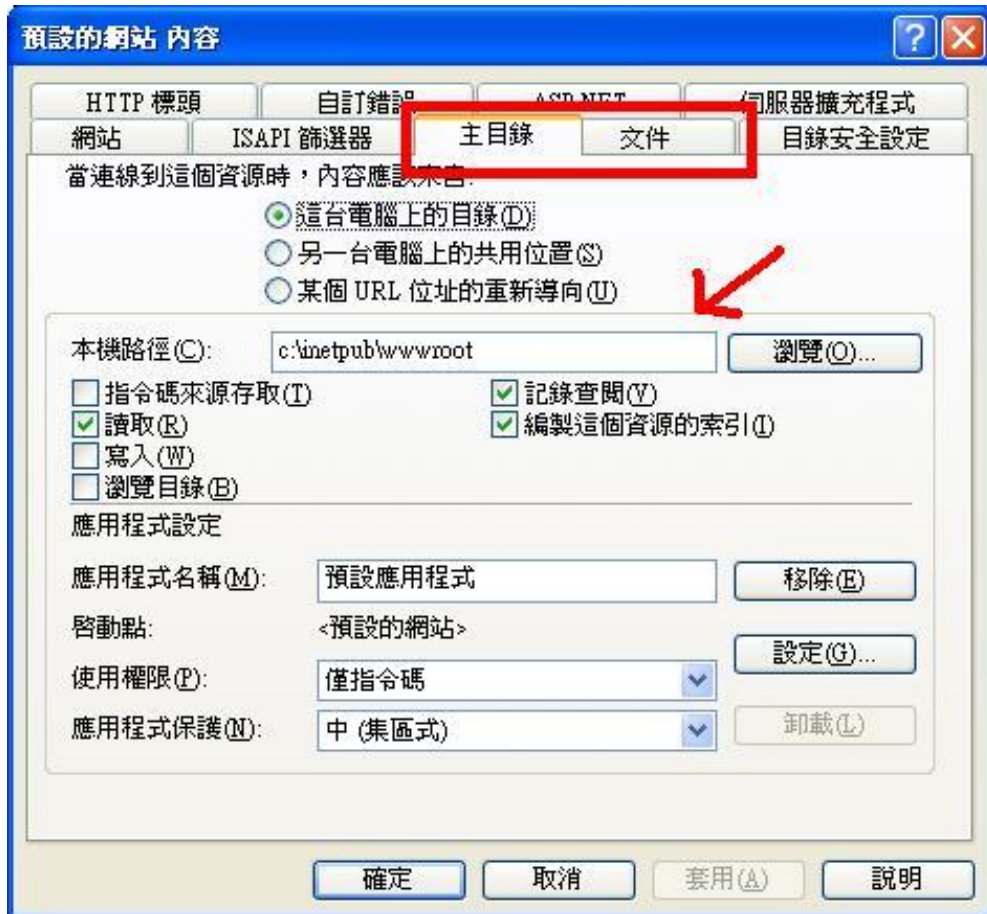 預設的網站 內容
HTTP 標頭 自訂錯誤 ASP.NET 伺服器擴充程式
網站 ISAPI 篩選器 主目錄 文件 目錄安全設定
當連線到這個資源時，內容應該來自:
這台電腦上的目錄(D)
另一台電腦上的共用位置(S)
某個 URL 位址的重新導向(U)
本機路徑(C): c:\inetpub\wwwroot 瀏覽(O)...
指令碼來源存取(T) 記錄查閱(V)
讀取(R) 編製這個資源的索引(I)
寫入(W)
瀏覽目錄(B)
應用程式設定
應用程式名稱(M): 預設應用程式 移除(E)
啓動點: <預設的網站>
設定(G)...
使用權限(P): 僅指令碼
應用程式保護(N): 中 (集區式) 卸載(L)
確定 取消 套用(A) 說明